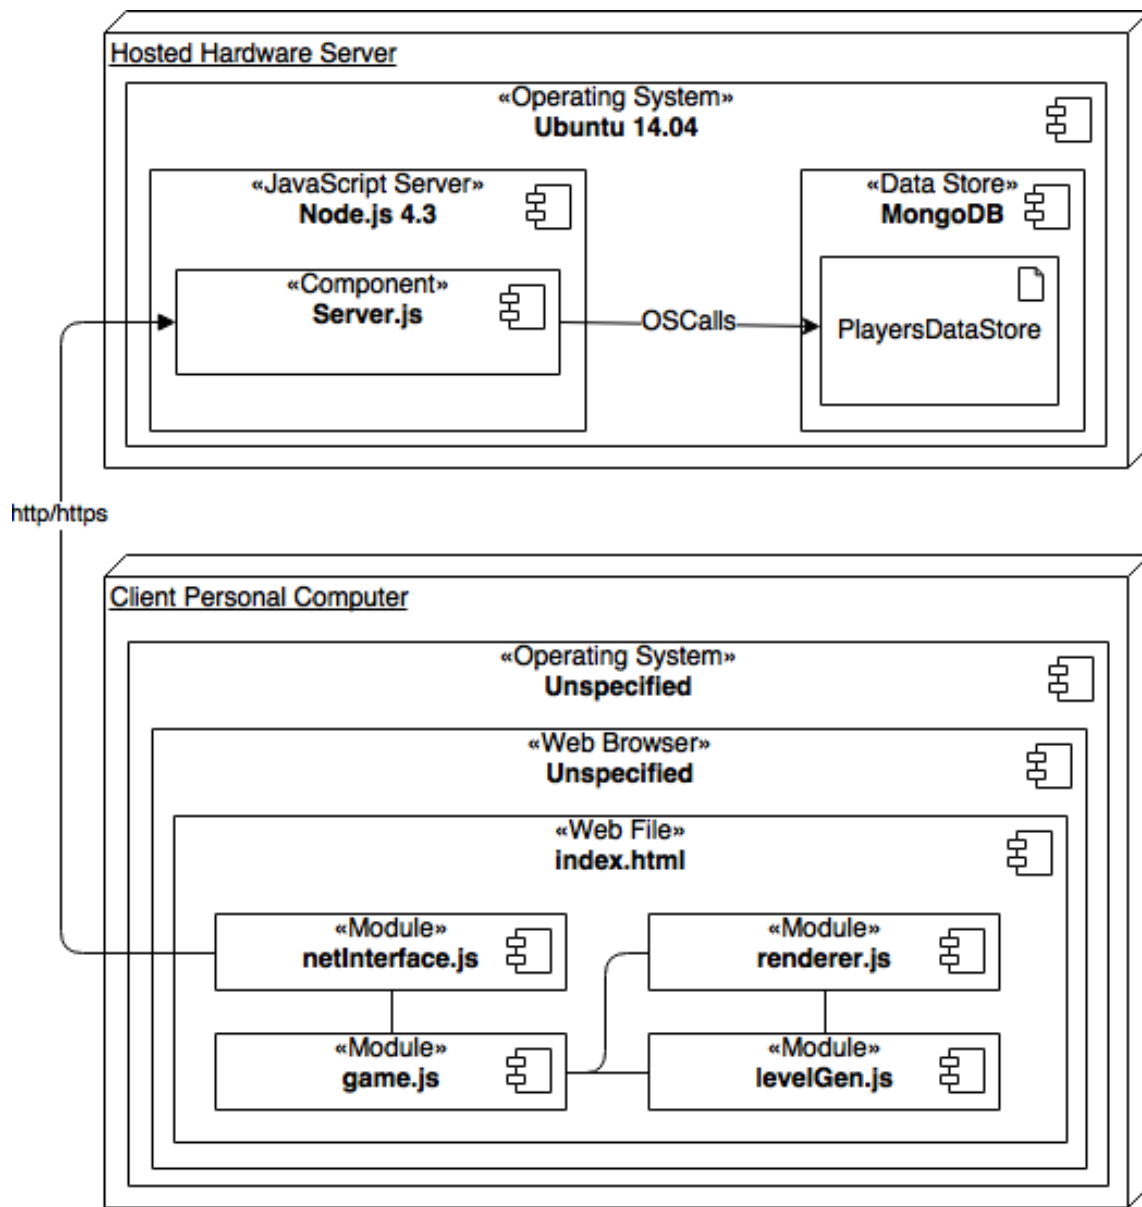 Hosted Hardware Server
«Operating System»
Ubuntu 14.04
«JavaScript Server»
Node.js 4.3
«Data Store»
MongoDB
«Component»
Server.js
OSCalls
PlayersDataStore
http/https
Client Personal Computer
«Operating System»
Unspecified
«Web Browser»
Unspecified
«Web File»
index.html
«Module»
netInterface.js
«Module»
renderer.js
«Module»
game.js
«Module»
levelGen.js